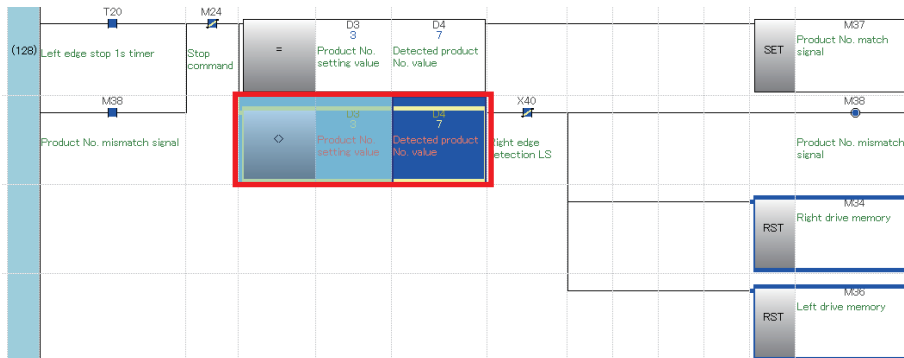 T20 M24 D3 D4 M37
3 7
(128) Left edge stop 1s timer Stop command = Product No. setting value Detected product No. value SET Product No. match signal
M38 D3 D4 X40 M38
3 7
Product No. mismatch signal <> Product No. setting value Detected product No. value Right edge detection LS Product No. mismatch signal
M34
RST Right drive memory
M36
RST Left drive memory